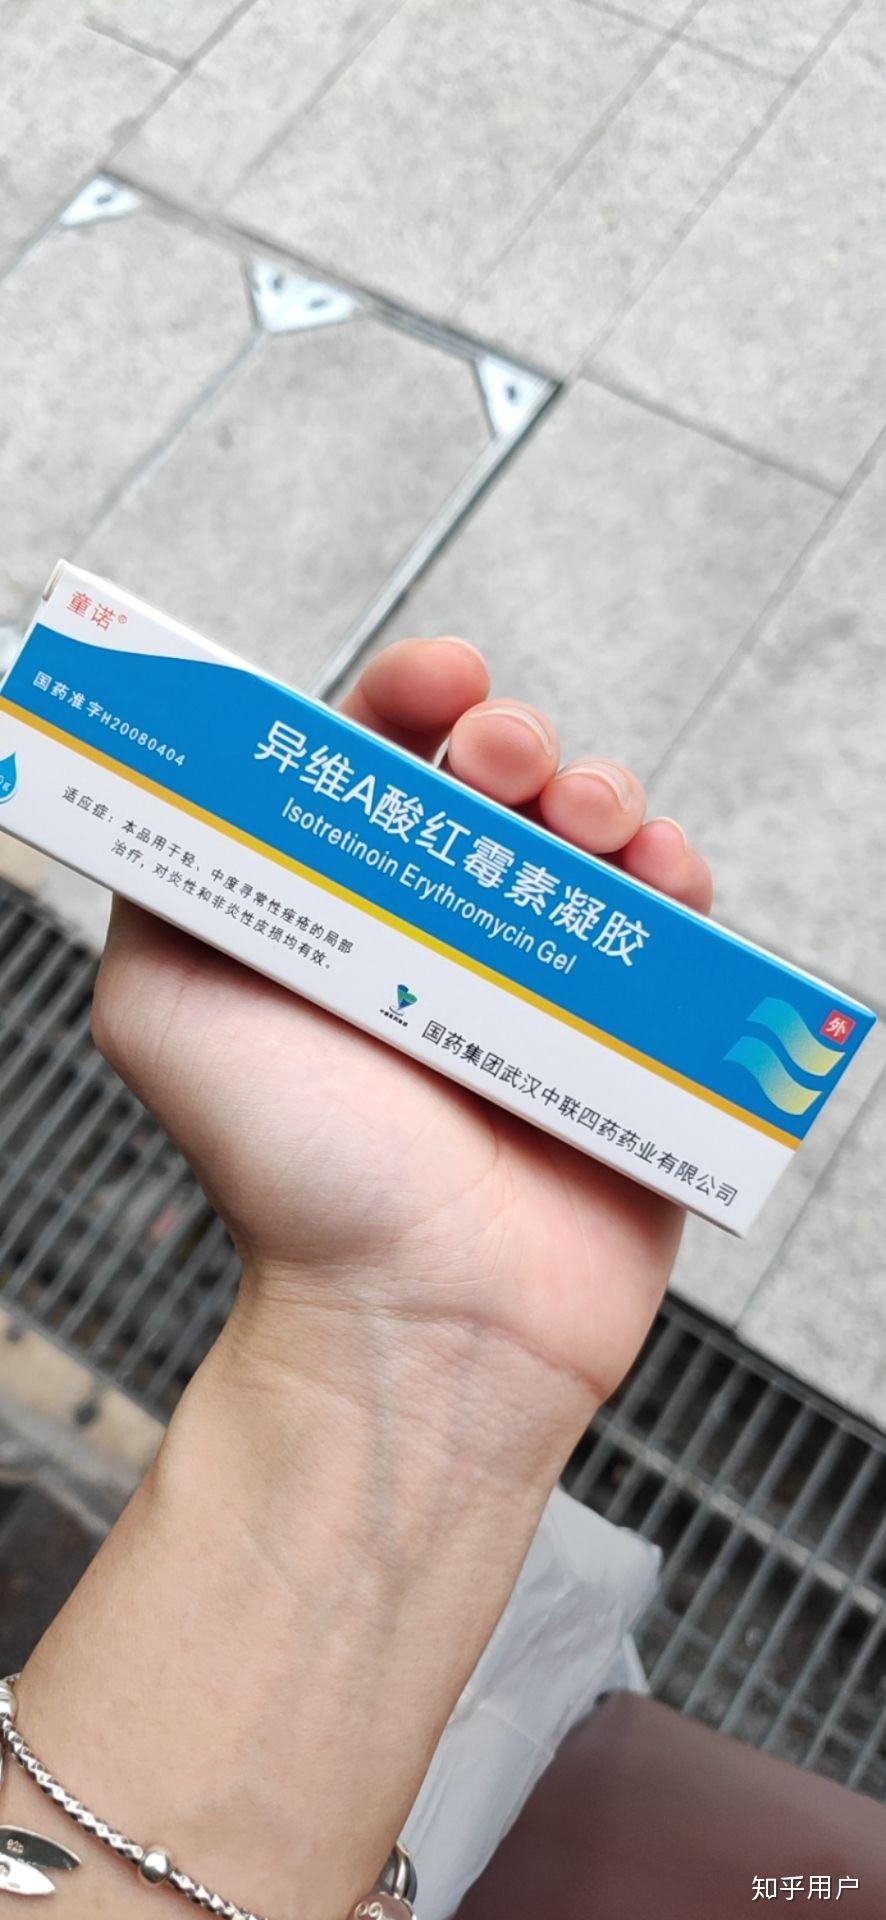 童诺®
国药准字H20080404
异维A酸红霉素凝胶
Isotretinoin Erythromycin Gel
外
适应症：本品用于轻、中度寻常性痤疮的局部
治疗，对炎性和非炎性皮损均有效。
国药集团武汉中联四药药业有限公司
925
知乎用户